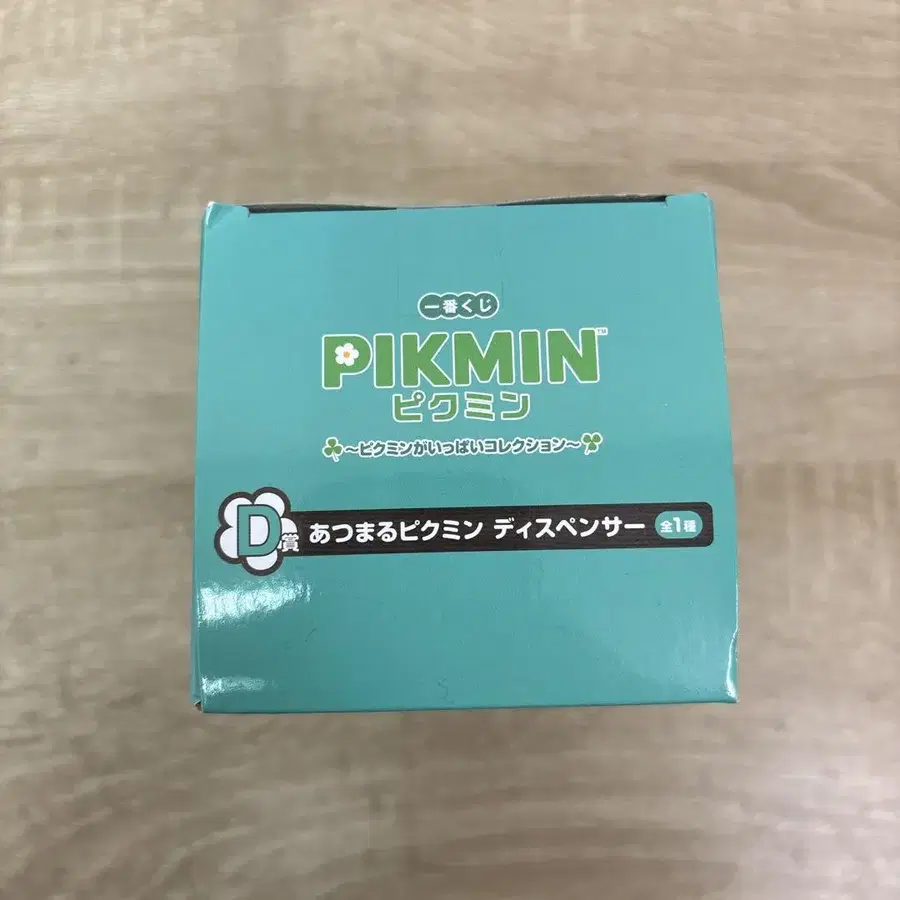 一番くじ
PIKMIN™
ピクミン
～ピクミンがいっぱいコレクション～
D賞 あつまるピクミン ディスペンサー 全1種